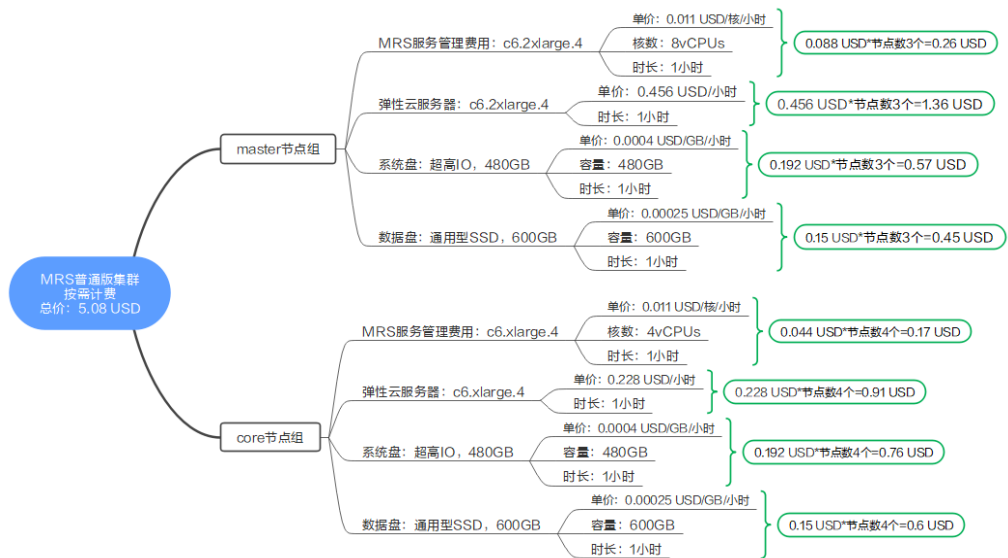 MRS普通版集群
按需计费
总价：5.08 USD
master节点组
MRS服务管理费用：c6.2xlarge.4
单价：0.011 USD/核/小时
核数：8vCPUs
时长：1小时
0.088 USD*节点数3个=0.26 USD
弹性云服务器：c6.2xlarge.4
单价：0.456 USD/小时
时长：1小时
0.456 USD*节点数3个=1.36 USD
系统盘：超高IO，480GB
单价：0.0004 USD/GB/小时
容量：480GB
时长：1小时
0.192 USD*节点数3个=0.57 USD
数据盘：通用型SSD，600GB
单价：0.00025 USD/GB/小时
容量：600GB
时长：1小时
0.15 USD*节点数3个=0.45 USD
core节点组
MRS服务管理费用：c6.xlarge.4
单价：0.011 USD/核/小时
核数：4vCPUs
时长：1小时
0.044 USD*节点数4个=0.17 USD
弹性云服务器：c6.xlarge.4
单价：0.228 USD/小时
时长：1小时
0.228 USD*节点数4个=0.91 USD
系统盘：超高IO，480GB
单价：0.0004 USD/GB/小时
容量：480GB
时长：1小时
0.192 USD*节点数4个=0.76 USD
数据盘：通用型SSD，600GB
单价：0.00025 USD/GB/小时
容量：600GB
时长：1小时
0.15 USD*节点数4个=0.6 USD